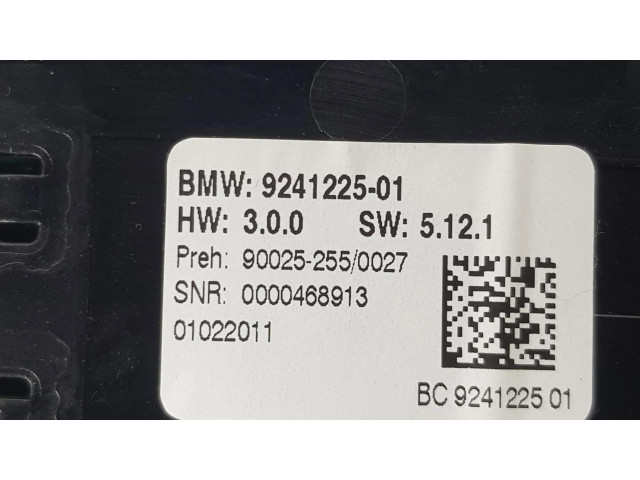 BMW: 9241225-01
HW: 3.0.0 SW: 5.12.1
Preh: 90025-255/0027
SNR: 0000468913
01022011
BC 9241225 01